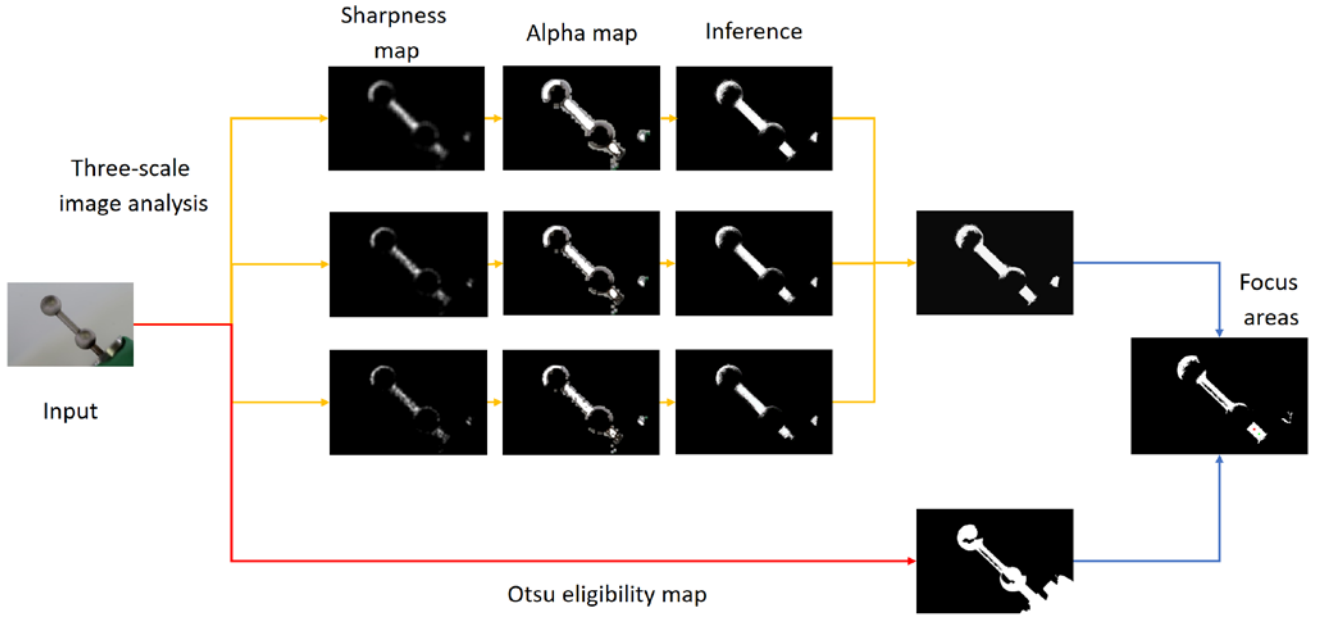 Sharpness
map
Alpha map
Inference
Three-scale
image analysis
Focus
areas
Input
Otsu eligibility map